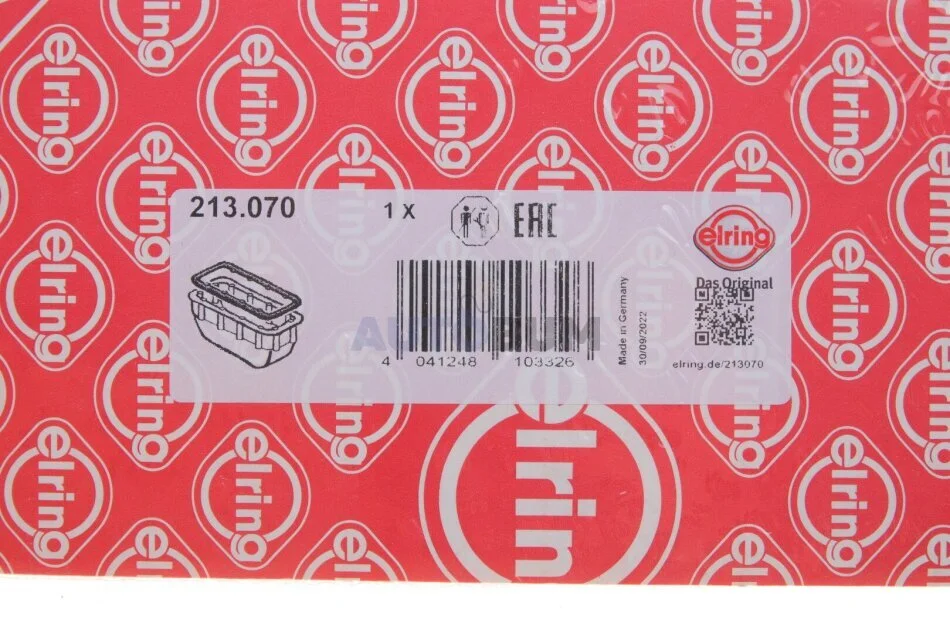 213.070
1 X
EAC
elring
Das Original
4 041248 103326
Made in Germany
30/09/2022
elring.de/213070
elring